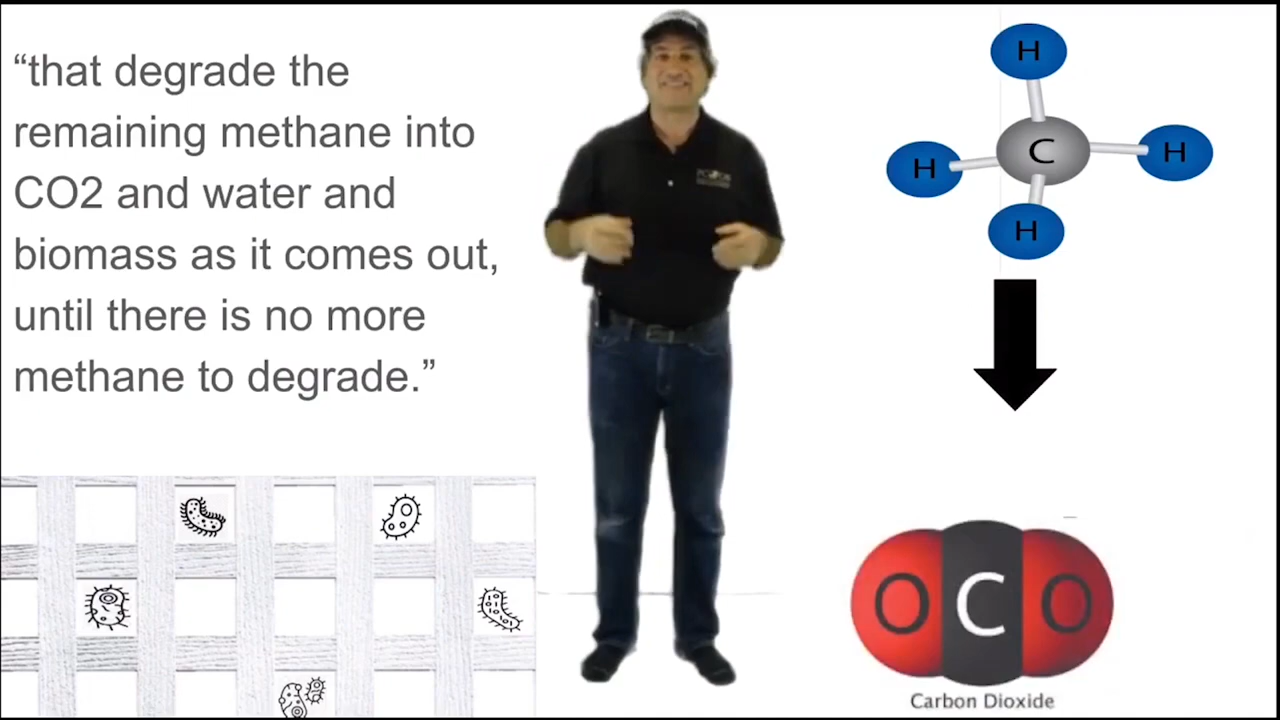 “that degrade the
remaining methane into
CO2 and water and
biomass as it comes out,
until there is no more
methane to degrade.”
H
H
C
H
H
O
C
O
Carbon Dioxide